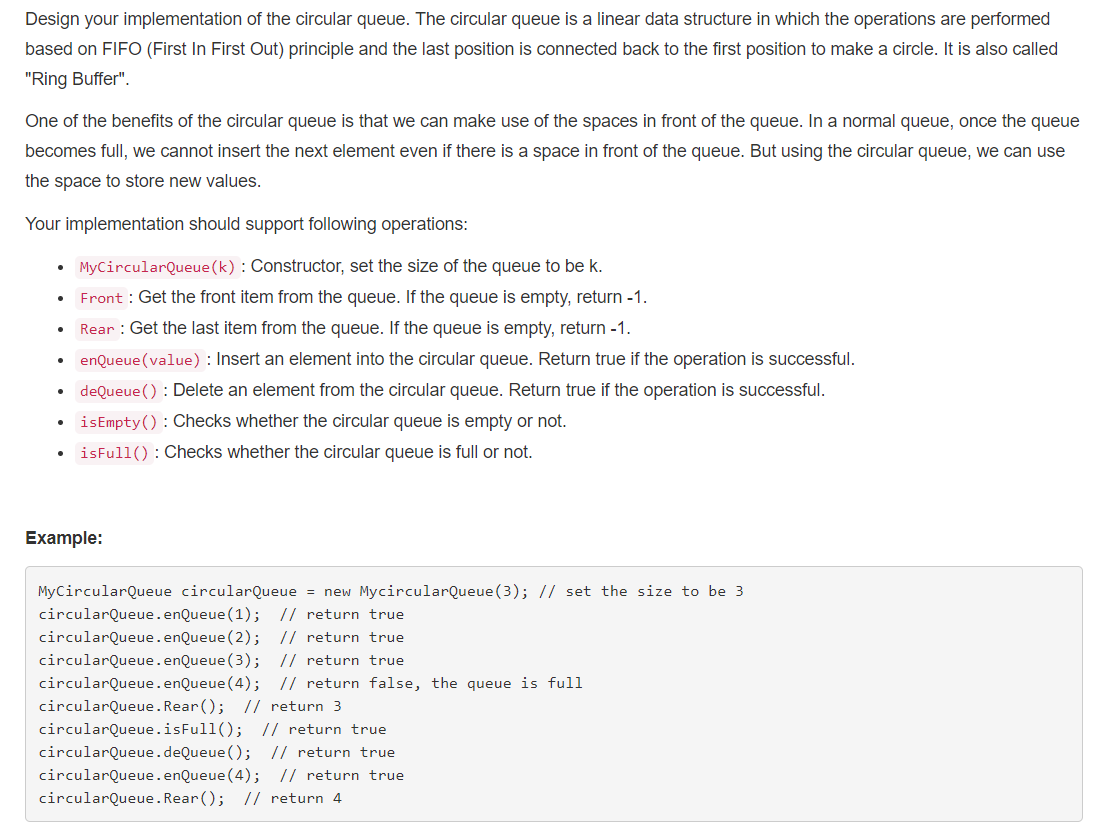 Design your implementation of the circular queue. The circular queue is a linear data structure in which the operations are performed
based on FIFO (First In First Out) principle and the last position is connected back to the first position to make a circle. It is also called
"Ring Buffer".
One of the benefits of the circular queue is that we can make use of the spaces in front of the queue. In a normal queue, once the queue
becomes full, we cannot insert the next element even if there is a space in front of the queue. But using the circular queue, we can use
the space to store new values.
Your implementation should support following operations:
• MyCircularQueue(k) : Constructor, set the size of the queue to be k.
• Front : Get the front item from the queue. If the queue is empty, return -1.
• Rear : Get the last item from the queue. If the queue is empty, return -1.
• enQueue(value) : Insert an element into the circular queue. Return true if the operation is successful.
• deQueue() : Delete an element from the circular queue. Return true if the operation is successful.
• isEmpty() : Checks whether the circular queue is empty or not.
• isFull() : Checks whether the circular queue is full or not.
Example:
MyCircularQueue circularQueue = new MycircularQueue(3); // set the size to be 3
circularQueue.enQueue(1);  // return true
circularQueue.enQueue(2);  // return true
circularQueue.enQueue(3);  // return true
circularQueue.enQueue(4);  // return false, the queue is full
circularQueue.Rear();  // return 3
circularQueue.isFull();  // return true
circularQueue.deQueue();  // return true
circularQueue.enQueue(4);  // return true
circularQueue.Rear();  // return 4